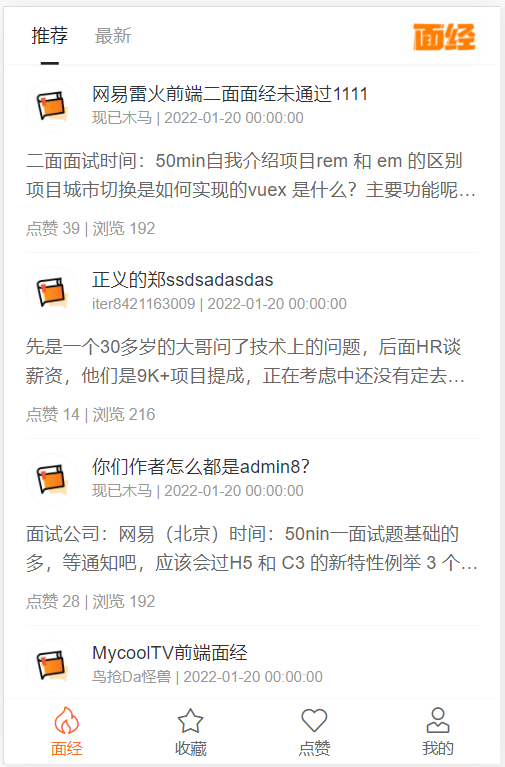 推荐 最新 面经
网易雷火前端二面面经未通过1111
现已木马 | 2022-01-20 00:00:00
二面面试时间：50min自我介绍项目rem 和 em 的区别
项目城市切换是如何实现的vuex 是什么？主要功能呢…
点赞 39 | 浏览 192
正义的郑ssdsadasdas
iter8421163009 | 2022-01-20 00:00:00
先是一个30多岁的大哥问了技术上的问题，后面HR谈
薪资，他们是9K+项目提成，正在考虑中还没有定去…
点赞 14 | 浏览 216
你们作者怎么都是admin8？
现已木马 | 2022-01-20 00:00:00
面试公司：网易（北京）时间：50nin一面试题基础的
多，等通知吧，应该会过H5 和 C3 的新特性例举 3 个…
点赞 28 | 浏览 192
MycoolTV前端面经
鸟抢Da怪兽 | 2022-01-20 00:00:00
面经 收藏 点赞 我的